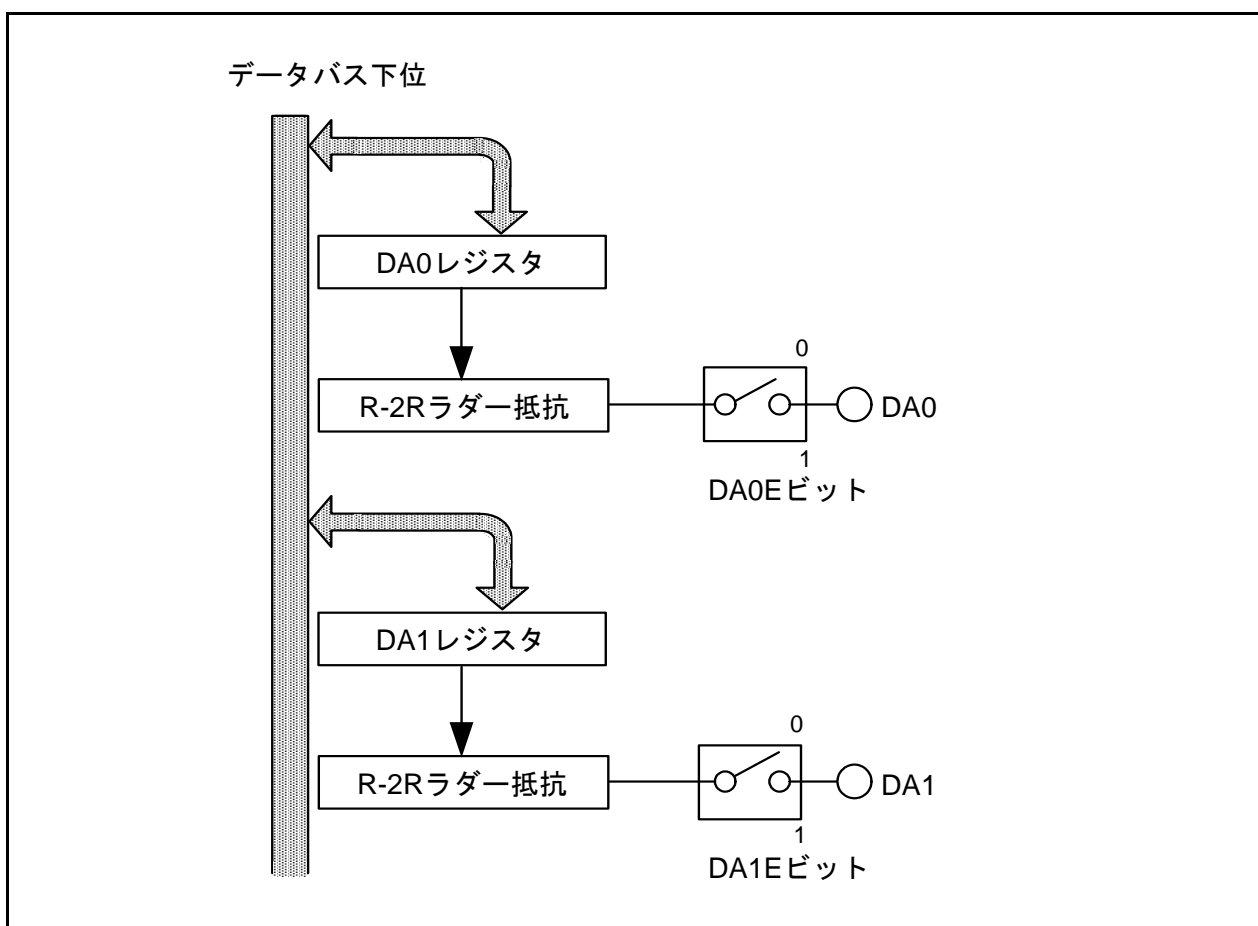 データバス下位
DA0レジスタ
0
R-2Rラダー抵抗
DA0
1
DA0Eビット
DA1レジスタ
0
R-2Rラダー抵抗
DA1
1
DA1Eビット